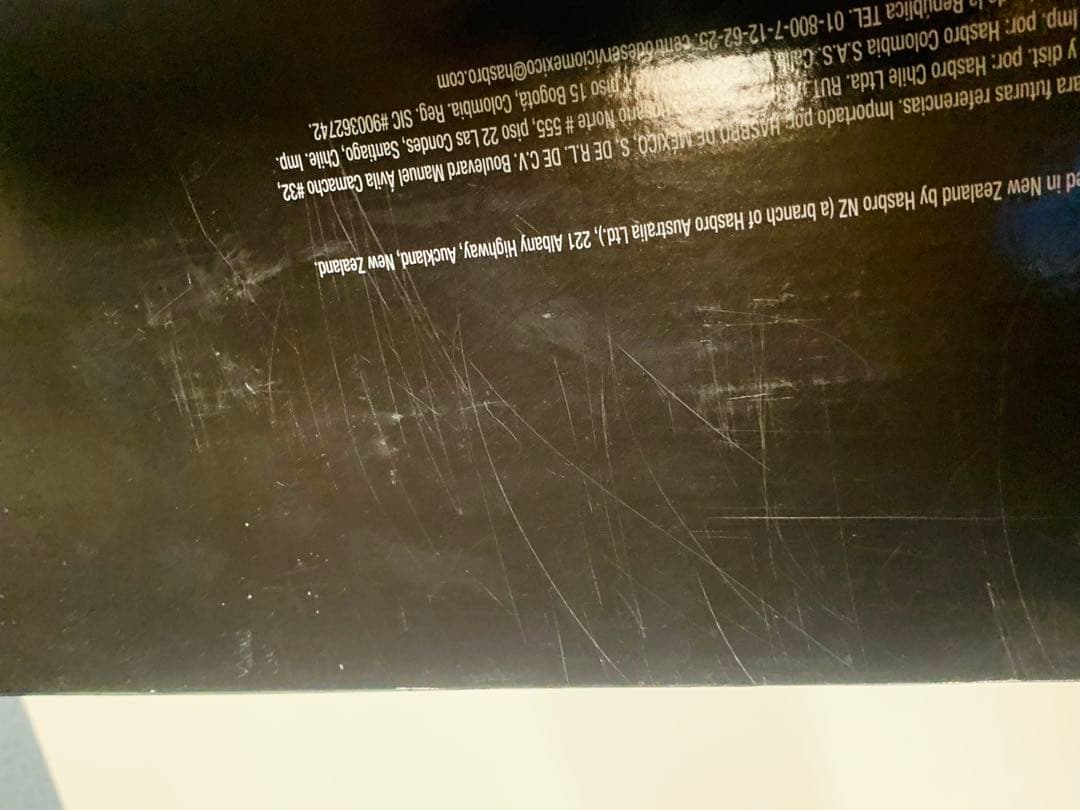 ed in New Zealand by Hasbro NZ (a branch of Hasbro Australia Ltd.), 221 Albany Highway, Auckland, New Zealand.
ara futuras referencias. Importado por: HASBRO DE MÉXICO, S. DE R.L. DE C.V. Boulevard Manuel Ávila Camacho #32,
y dist. por: Hasbro Chile Ltda. RUT Norte # 555, piso 22 Las Condes, Santiago, Chile. Imp.
Imp. por: Hasbro Colombia S.A.S. piso 15 Bogotá, Colombia. Reg. SIC #900362742.
la República TEL. 01-800-7-12-62-25. centrodeserviciomexico@hasbro.com